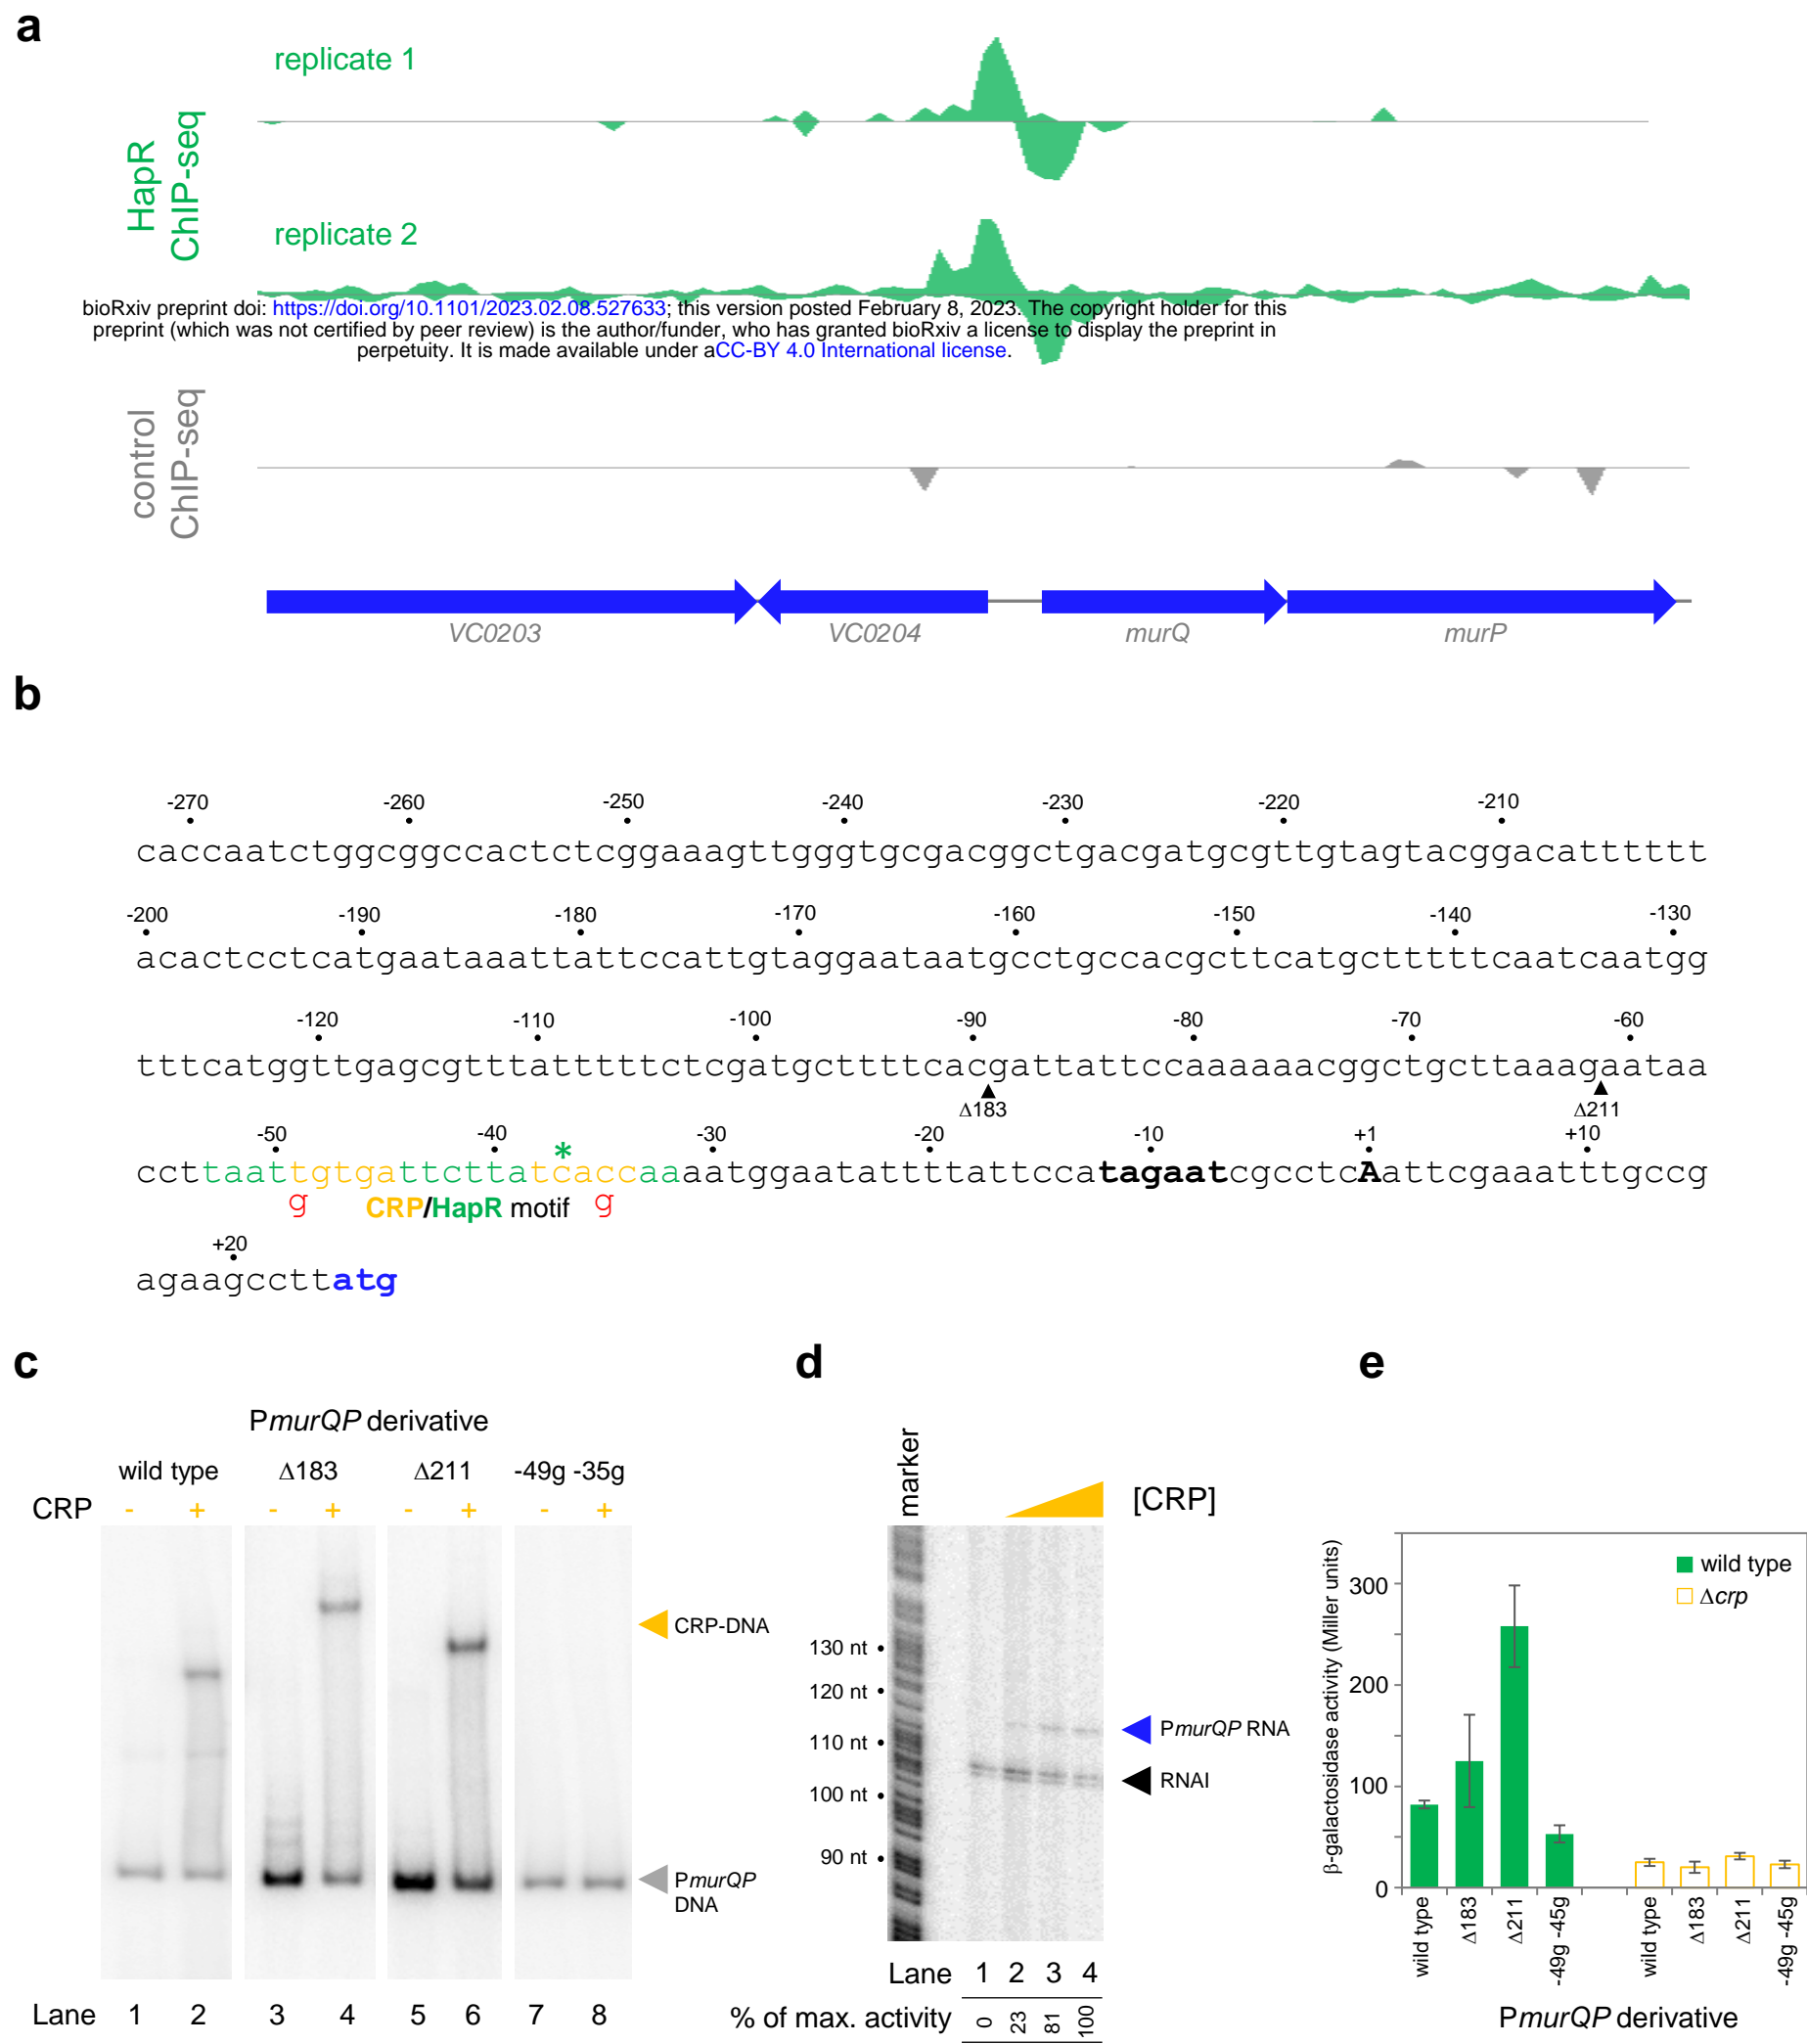 a
replicate 1
HapR
ChIP-seq
replicate 2
bioRxiv preprint doi: https://doi.org/10.1101/2023.02.08.527633; this version posted February 8, 2023. The copyright holder for this
preprint (which was not certified by peer review) is the author/funder, who has granted bioRxiv a license to display the preprint in
perpetuity. It is made available under aCC-BY 4.0 International license.
control
ChIP-seq
VC0203 VC0204 murQ murP
b
-270 -260 -250 -240 -230 -220 -210
caccaatctggcggccactctcggaaagttgggtgcgacggctgacgatgcgttgtagtacggacatttttt
-200 -190 -180 -170 -160 -150 -140 -130
acactcctcatgaataaattattccattgtaggaataatgcctgccacgcttcatgctttttcaatcaatgg
-120 -110 -100 -90 -80 -70 -60
tttcatggttgagcgtttatttttctcgatgcttttcacgattattccaaaaaacggctgcttaaagaataa
Δ183 Δ211
-50 -40 * -30 -20 -10 +1 +10
ccttaattgtgattcttatcaccaaaatggaatattttattccatagaatcgcctcAattcgaaatttgccg
g CRP/HapR motif g
+20
agaagccttatg
c
PmurQP derivative
wild type Δ183 Δ211 -49g -35g
CRP - + - + - + - +
CRP-DNA
PmurQP
DNA
Lane 1 2 3 4 5 6 7 8
d
marker
[CRP]
130 nt
120 nt
110 nt
100 nt
90 nt
PmurQP RNA
RNAI
Lane 1 2 3 4
% of max. activity 0 23 81 100
e
β-galactosidase activity (Miller units)
300
200
100
0
wild type
Δcrp
wild type Δ183 Δ211 -49g -45g wild type Δ183 Δ211 -49g -45g
PmurQP derivative